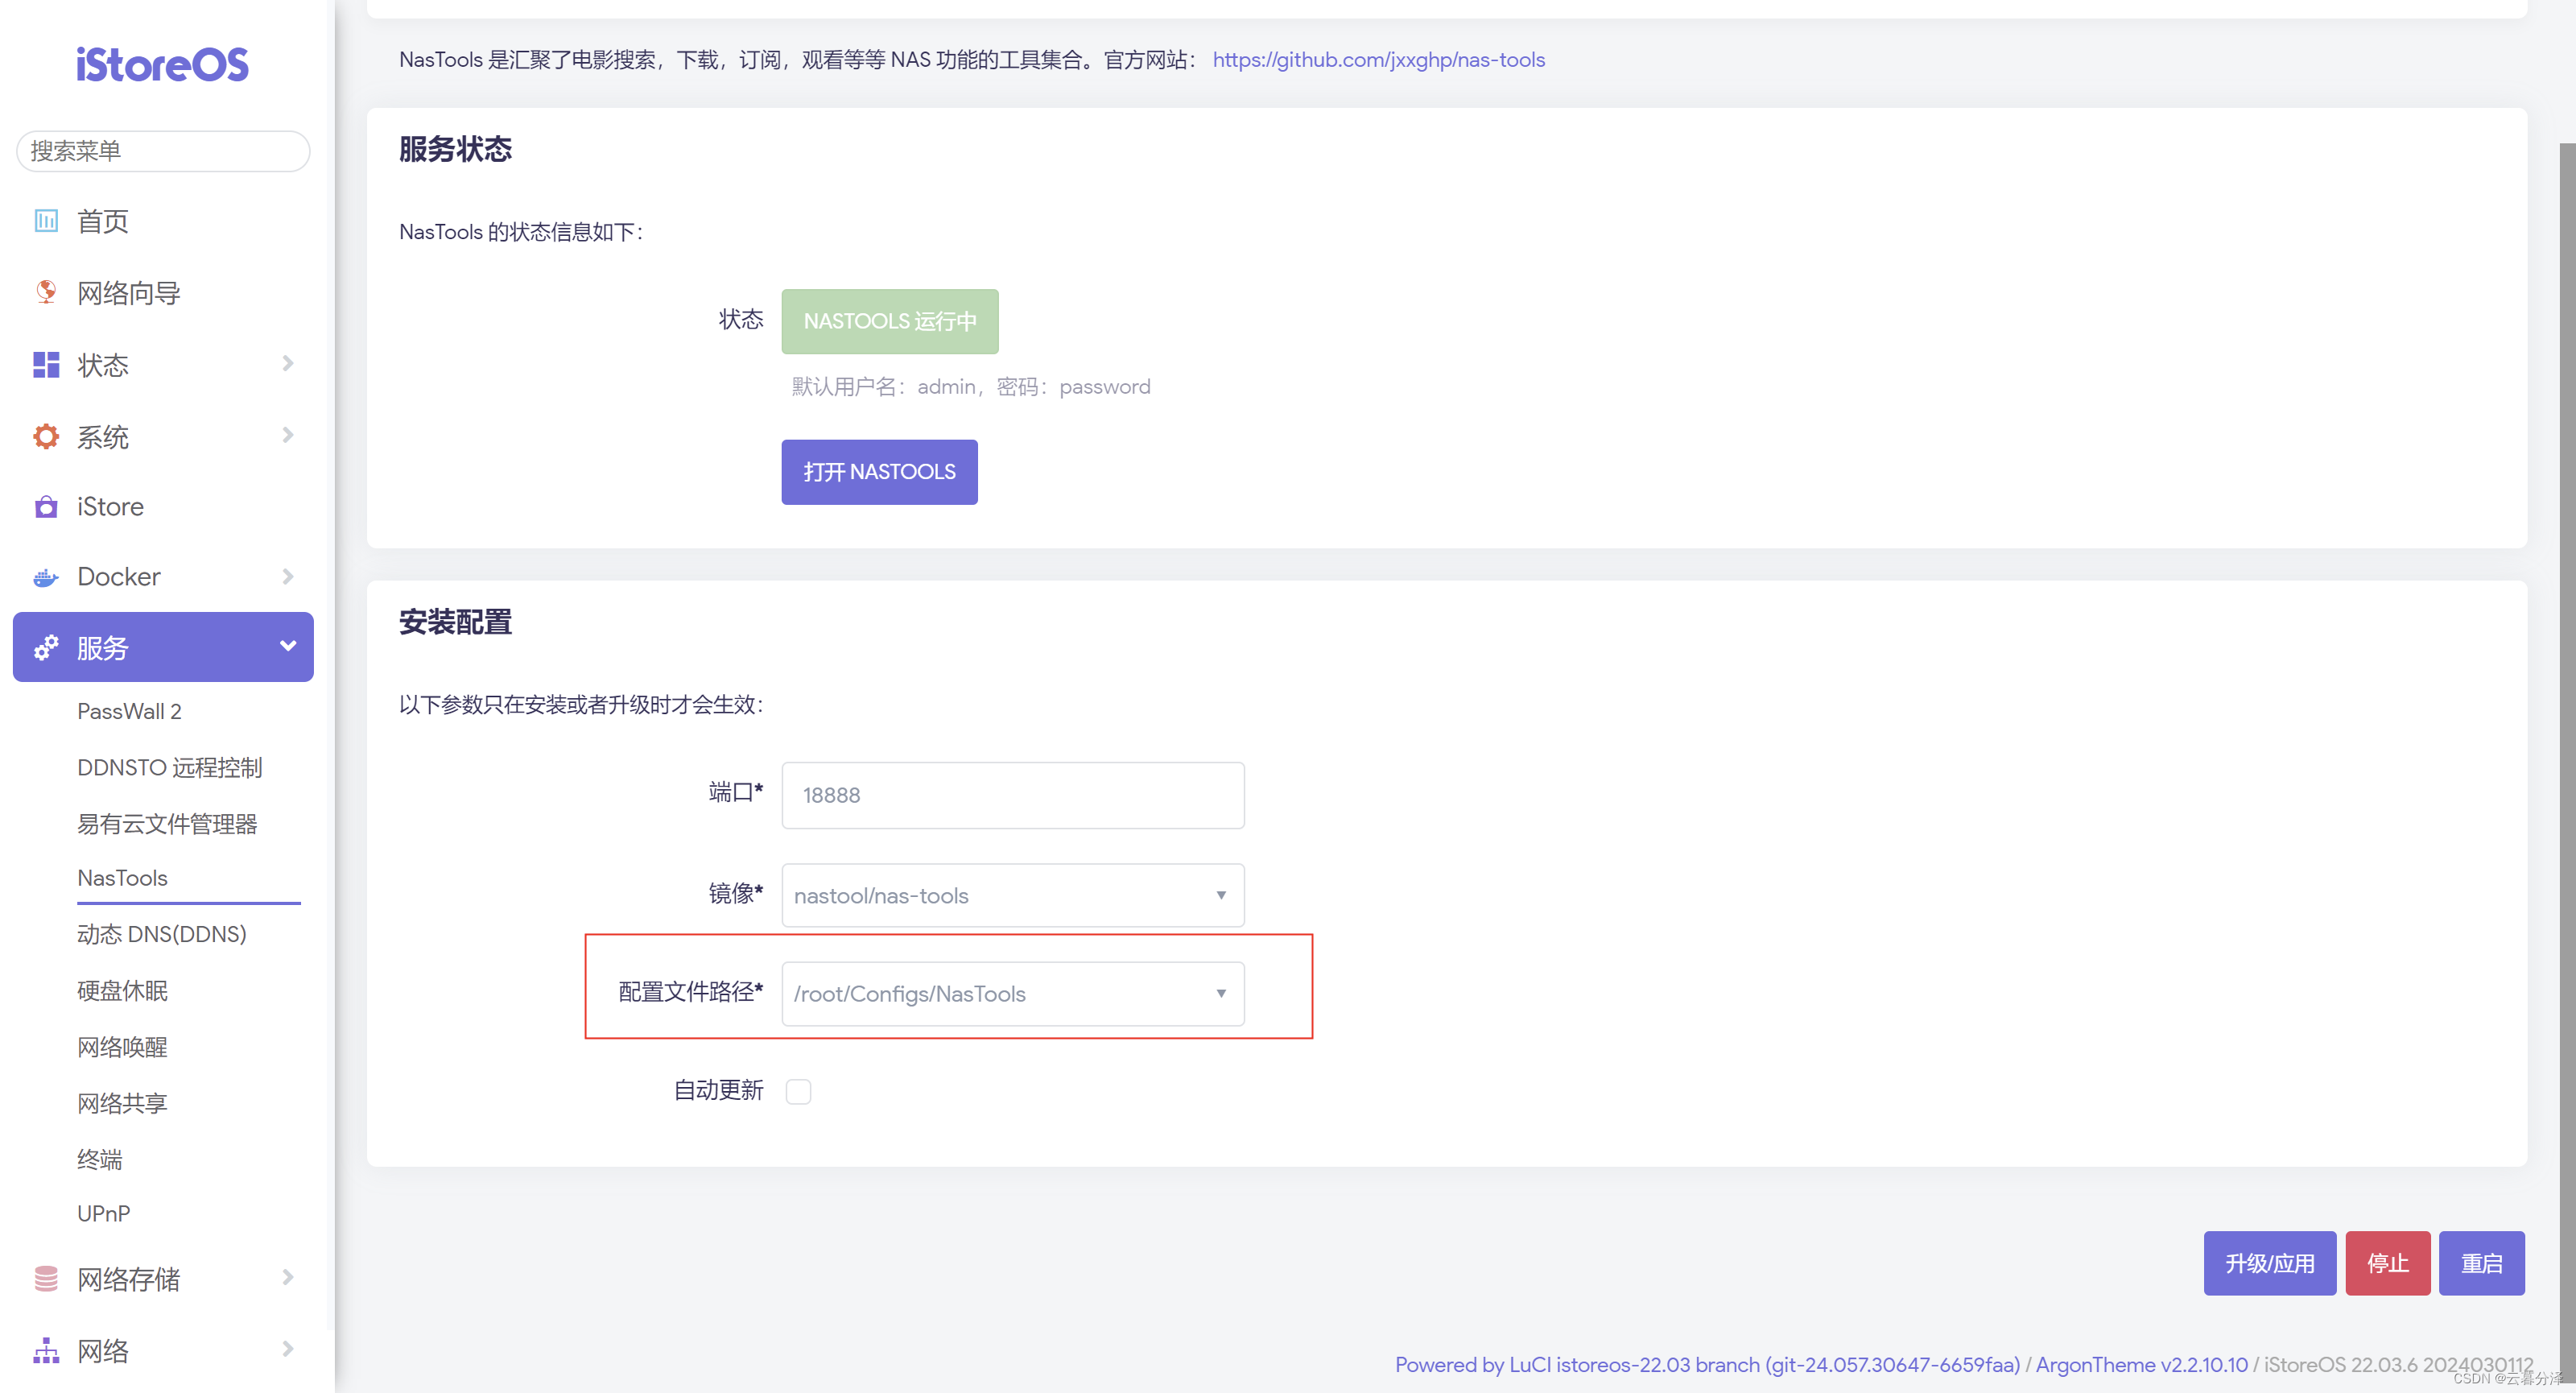 iStoreOS
搜索菜单
首页
网络向导
状态
系统
iStore
Docker
服务
PassWall 2
DDNSTO 远程控制
易有云文件管理器
NasTools
动态 DNS(DDNS)
硬盘休眠
网络唤醒
网络共享
终端
UPnP
网络存储
网络
NasTools 是汇聚了电影搜索，下载，订阅，观看等等 NAS 功能的工具集合。官方网站： https://github.com/jxxghp/nas-tools
服务状态
NasTools 的状态信息如下：
状态 NASTOOLS 运行中
默认用户名：admin，密码：password
打开 NASTOOLS
安装配置
以下参数只在安装或者升级时才会生效：
端口* 18888
镜像* nastool/nas-tools
配置文件路径* /root/Configs/NasTools
自动更新
升级/应用 停止 重启
Powered by LuCI istoreos-22.03 branch (git-24.057.30647-6659faa) / ArgonTheme v2.2.10.10 / iStoreOS 22.03.6 2024030112
CSDN @云暮分泽